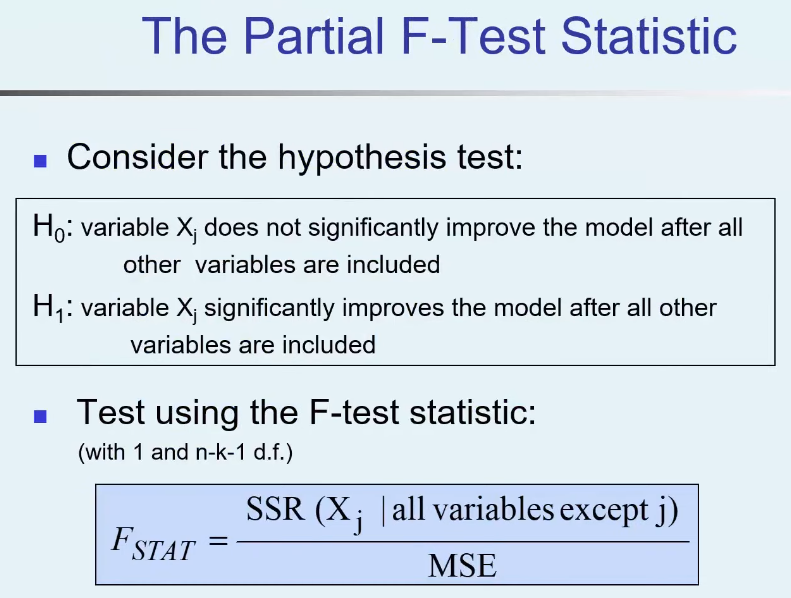 The Partial F-Test Statistic
Consider the hypothesis test:
H₀: variable Xⱼ does not significantly improve the model after all
other variables are included
H₁: variable Xⱼ significantly improves the model after all other
variables are included
Test using the F-test statistic:
(with 1 and n-k-1 d.f.)
SSR (X j | all variables except j)
F STAT =
MSE